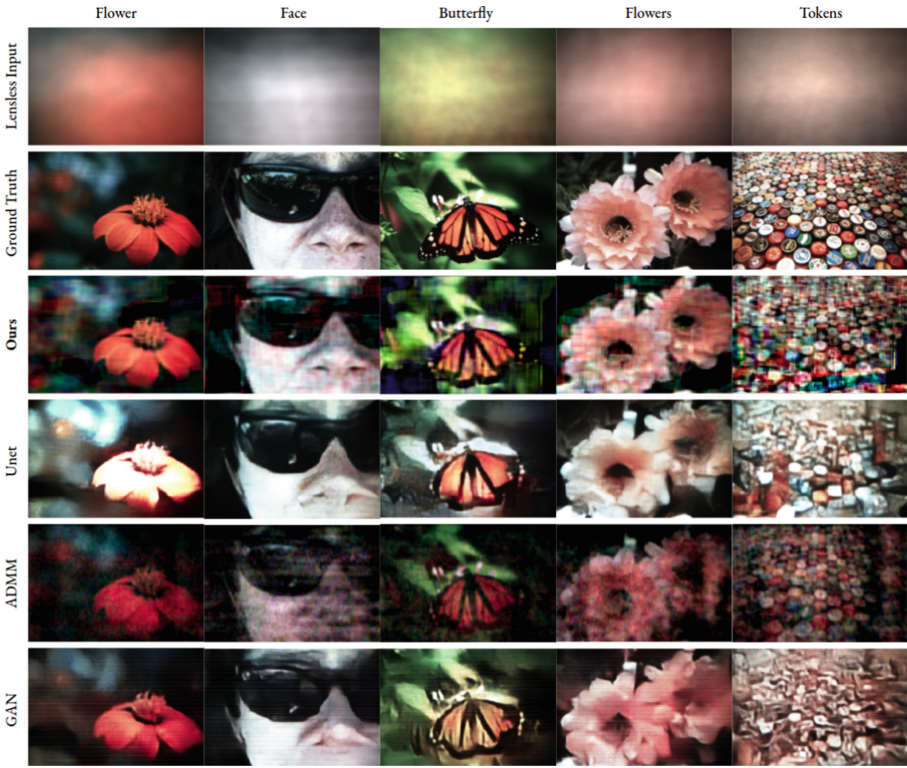 Flower Face Butterfly Flowers Tokens
Lensless Input
Ground Truth
Ours
Unet
ADMM
GAN